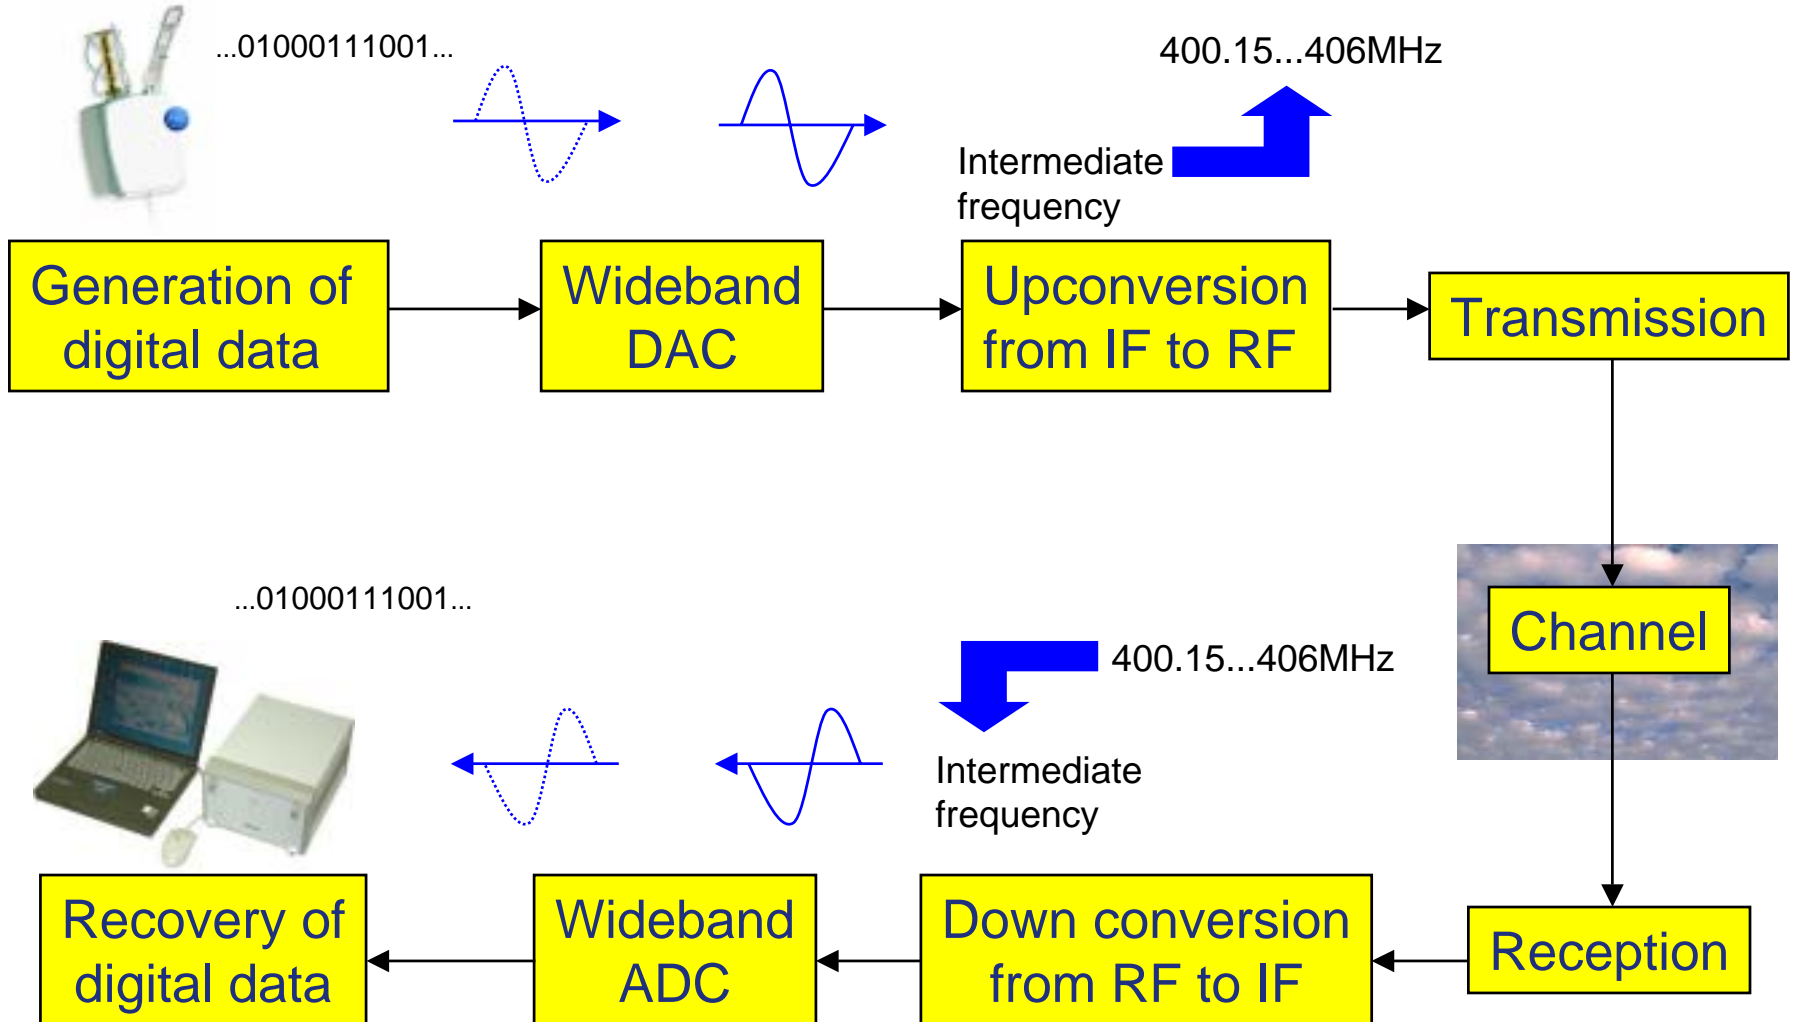 ...01000111001...
400.15...406MHz
Intermediate
frequency
Generation of
digital data
Wideband
DAC
Upconversion
from IF to RF
Transmission
Channel
...01000111001...
400.15...406MHz
Intermediate
frequency
Recovery of
digital data
Wideband
ADC
Down conversion
from RF to IF
Reception